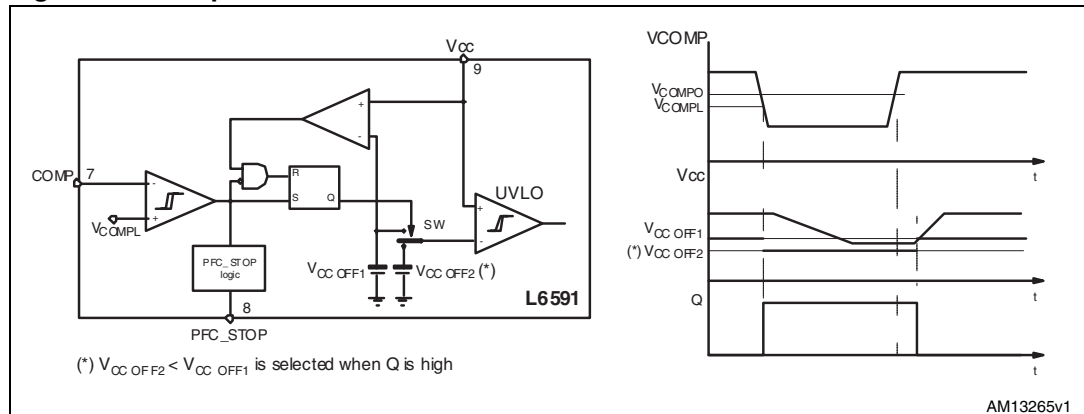 Vcc
9
COMP 7
VCOMPL
R
S Q
UVLO
SW
PFC_STOP
logic
VCC OFF1
VCC OFF2 (*)
8
L6591
PFC_STOP
(*) VCC OFF2 < VCC OFF1 is selected when Q is high
VCOMP
VCOMPO
VCOMPL
t
Vcc
VCC OFF1
(*) VCC OFF2
t
Q
t
AM13265v1